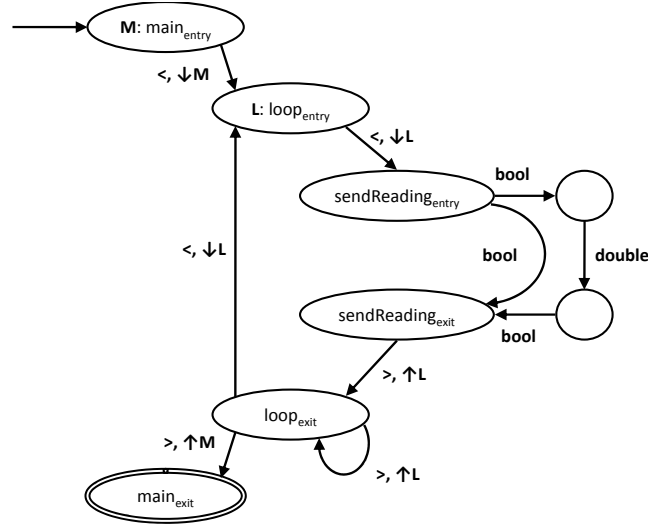 M: main_entry
<, ↓M
L: loop_entry
<, ↓L
sendReading_entry
bool
<, ↓L
bool
double
sendReading_exit
bool
>, ↑L
loop_exit
>, ↑M
>, ↑L
main_exit